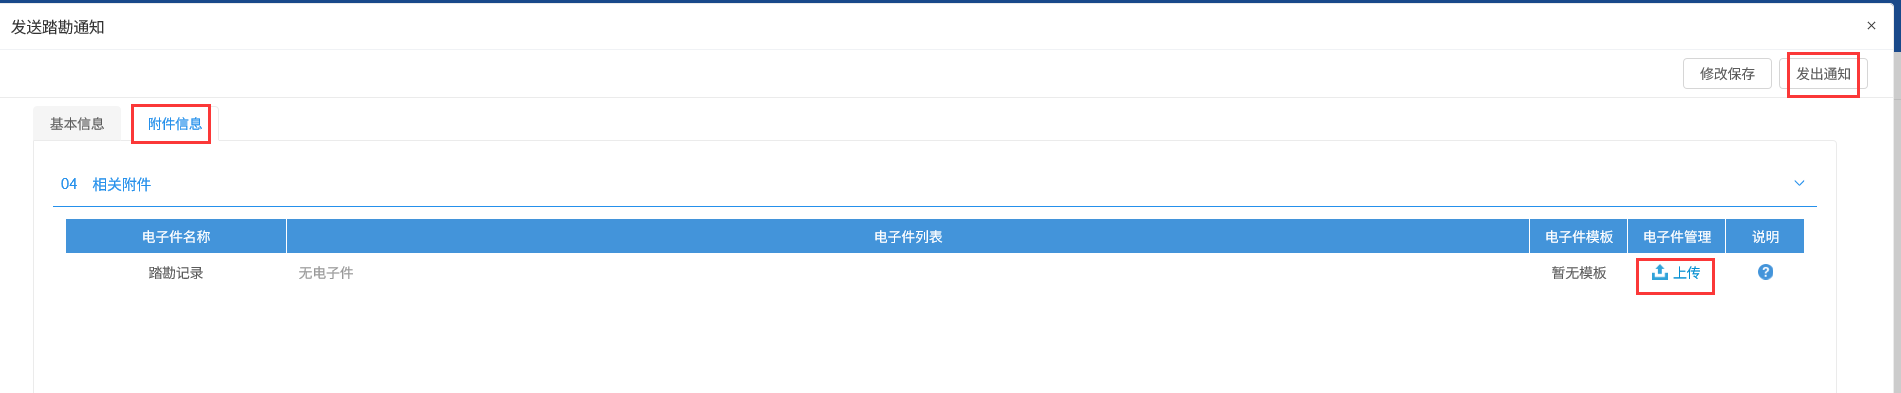 发送踏勘通知
×
修改保存 发出通知
基本信息 附件信息
04 相关附件
电子件名称 电子件列表 电子件模板 电子件管理 说明
踏勘记录 无电子件 暂无模板 上传 ?